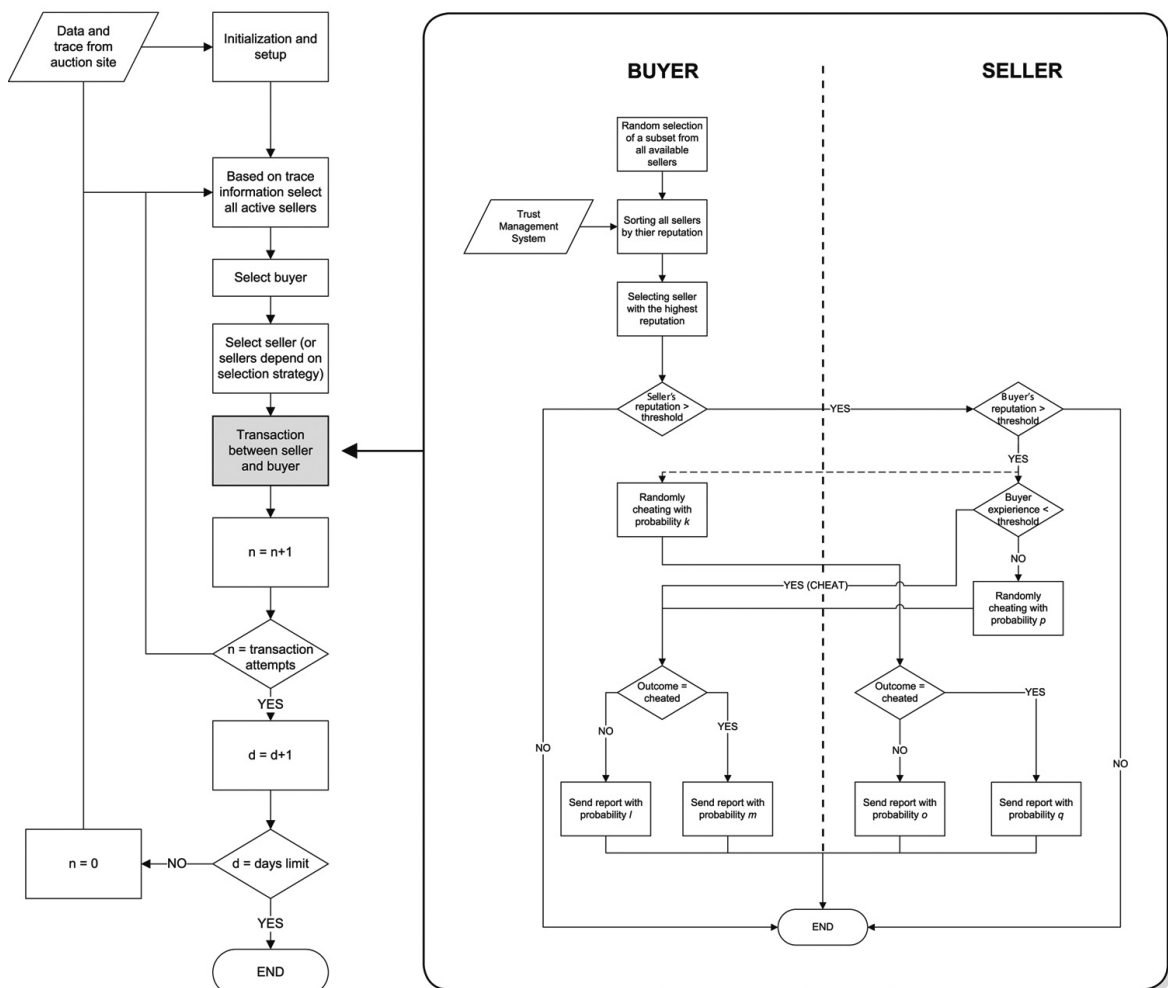 Data and
trace from
auction site
Initialization and
setup
Based on trace
information select
all active sellers
Select buyer
Select seller (or
sellers depend on
selection strategy)
Transaction
between seller
and buyer
n = n+1
n = transaction
attempts
YES
d = d+1
n = 0
NO
d = days limit
YES
END
BUYER
SELLER
Random selection
of a subset from
all available
sellers
Trust
Management
System
Sorting all sellers
by thier reputation
Selecting seller
with the highest
reputation
Seller's
reputation >
threshold
YES
Buyer's
reputation >
threshold
YES
Randomly
cheating with
probability k
Buyer
expierience <
threshold
NO
YES (CHEAT)
Randomly
cheating with
probability p
Outcome =
cheated
Outcome =
cheated
NO
YES
NO
YES
NO
NO
Send report with
probability l
Send report with
probability m
Send report with
probability o
Send report with
probability q
END